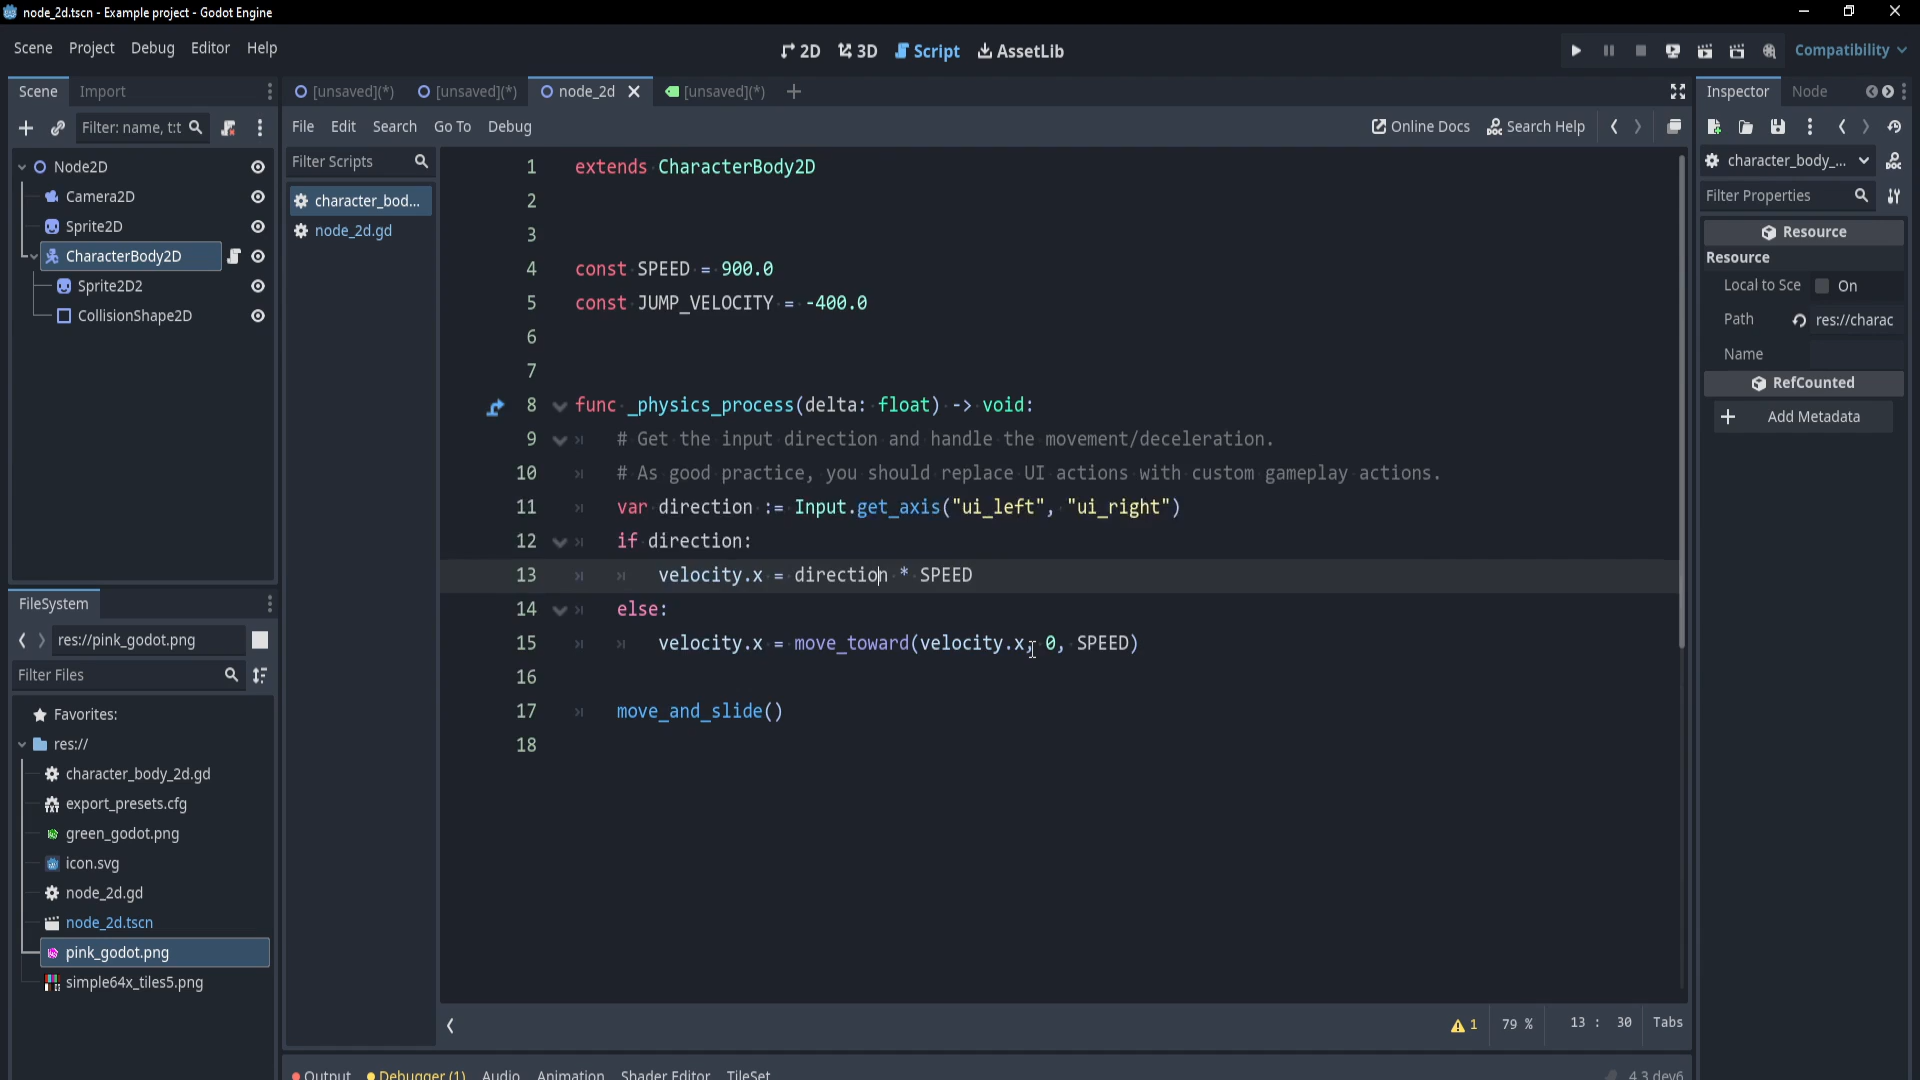 node_2d.tscn - Example project - Godot Engine
Scene Project Debug Editor Help
2D 3D Script AssetLib
Compatibility
Scene Import
[unsaved](*) [unsaved](*) node_2d [unsaved](*)
Inspector Node
Filter: name, t:t
File Edit Search Go To Debug
Online Docs Search Help
Node2D
Camera2D
Sprite2D
CharacterBody2D
Sprite2D2
CollisionShape2D
Filter Scripts
character_bod...
node_2d.gd
1 extends CharacterBody2D
2
3
4 const SPEED = 900.0
5 const JUMP_VELOCITY = -400.0
6
7
8 func _physics_process(delta: float) -> void:
9 # Get the input direction and handle the movement/deceleration.
10 # As good practice, you should replace UI actions with custom gameplay actions.
11 var direction := Input.get_axis("ui_left", "ui_right")
12 if direction:
13 velocity.x = direction * SPEED
14 else:
15 velocity.x = move_toward(velocity.x, 0, SPEED)
16
17 move_and_slide()
18
1 79 % 13 : 30 Tabs
character_body_...
Filter Properties
Resource
Resource
Local to Sce On
Path res://charac
Name
RefCounted
Add Metadata
FileSystem
res://pink_godot.png
Filter Files
Favorites:
res://
character_body_2d.gd
export_presets.cfg
green_godot.png
icon.svg
node_2d.gd
node_2d.tscn
pink_godot.png
simple64x_tiles5.png
Output Debugger (1) Audio Animation Shader Editor TileSet
4.3.dev6